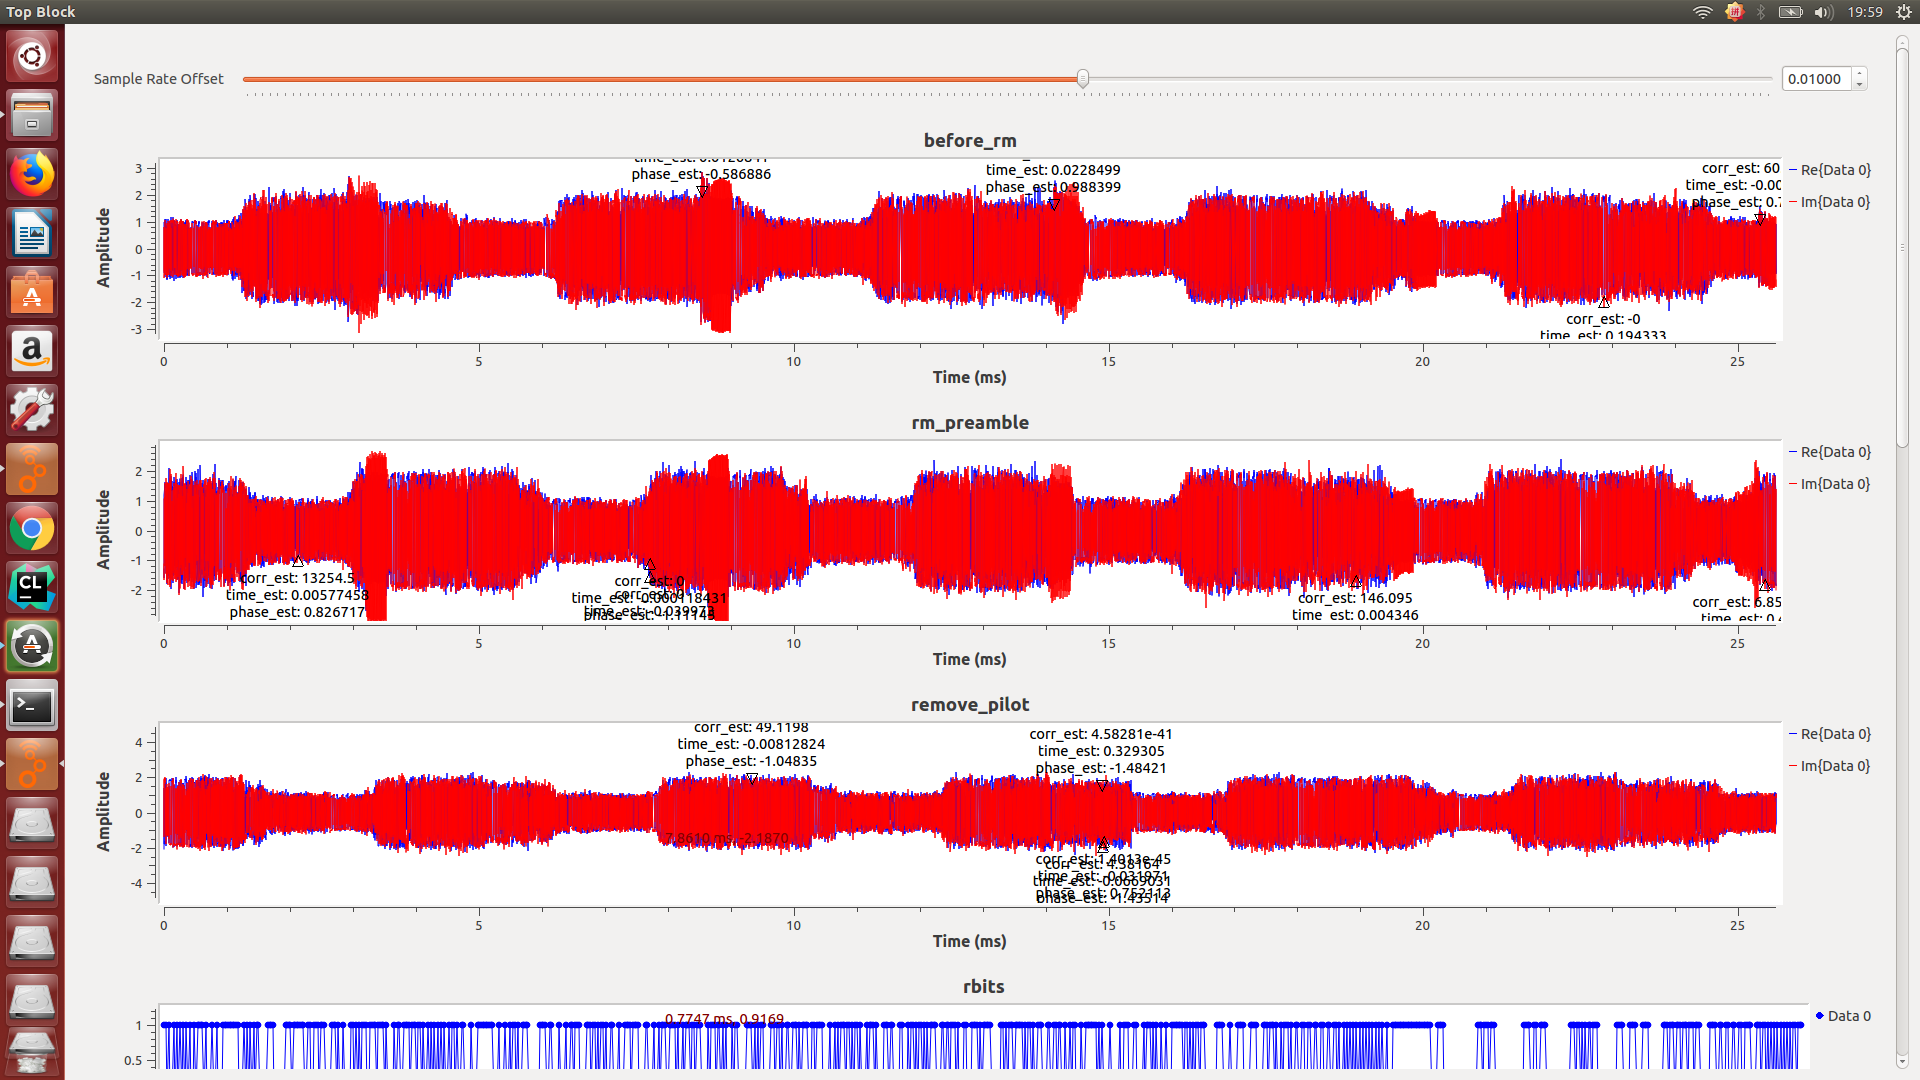 Top Block
19:59
Sample Rate Offset
0.01000
before_rm
phase_est: -0.586886
time_est: 0.0228499
phase_est: 0.988399
corr_est: 60
time_est: -0.00
phase_est: 0.7
Re{Data 0}
Im{Data 0}
3
2
1
0
-1
-2
-3
Amplitude
corr_est: -0
time_est: 0.194333
0 5 10 15 20 25
Time (ms)
rm_preamble
Re{Data 0}
Im{Data 0}
2
1
0
-1
-2
Amplitude
corr_est: 13254.5
time_est: 0.00577458
phase_est: 0.826717
corr_est: 0
corr_est: 0
time_est: 0.000118431
time_est: -0.039973
phase_est: -1.11143
corr_est: 146.095
time_est: 0.004346
corr_est: 6.85
0 5 10 15 20 25
Time (ms)
remove_pilot
corr_est: 49.1198
time_est: -0.00812824
phase_est: -1.04835
corr_est: 4.58281e-41
time_est: 0.329305
phase_est: -1.48421
Re{Data 0}
Im{Data 0}
4
2
0
-2
-4
Amplitude
7.8610 ms, -2.1870
corr_est: 1.4013e-45
corr_est: 4.38164
time_est: -0.031971
time_est: -0.0669031
phase_est: 0.752113
phase_est: -1.43514
0 5 10 15 20 25
Time (ms)
rbits
1
0.5
0.7747 ms, 0.9169
Data 0